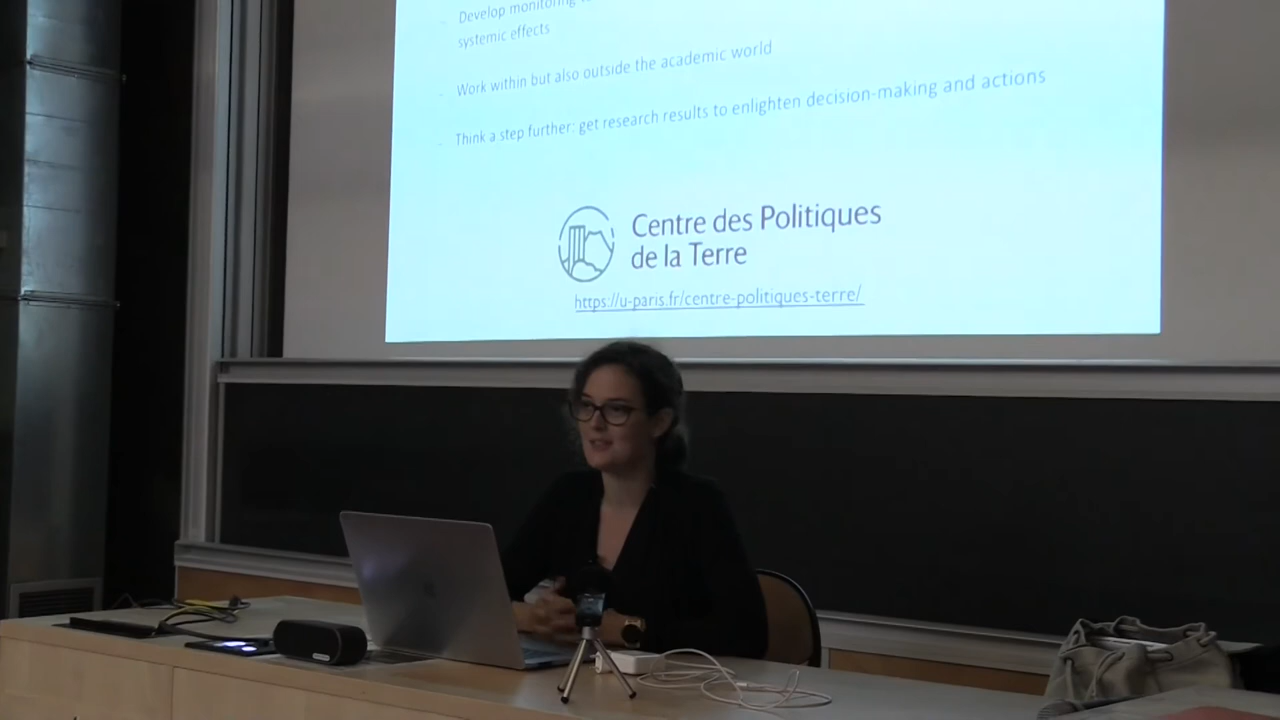 Develop monitoring
systemic effects
Work within but also outside the academic world
Think a step further: get research results to enlighten decision-making and actions
Centre des Politiques
de la Terre
https://u-paris.fr/centre-politiques-terre/